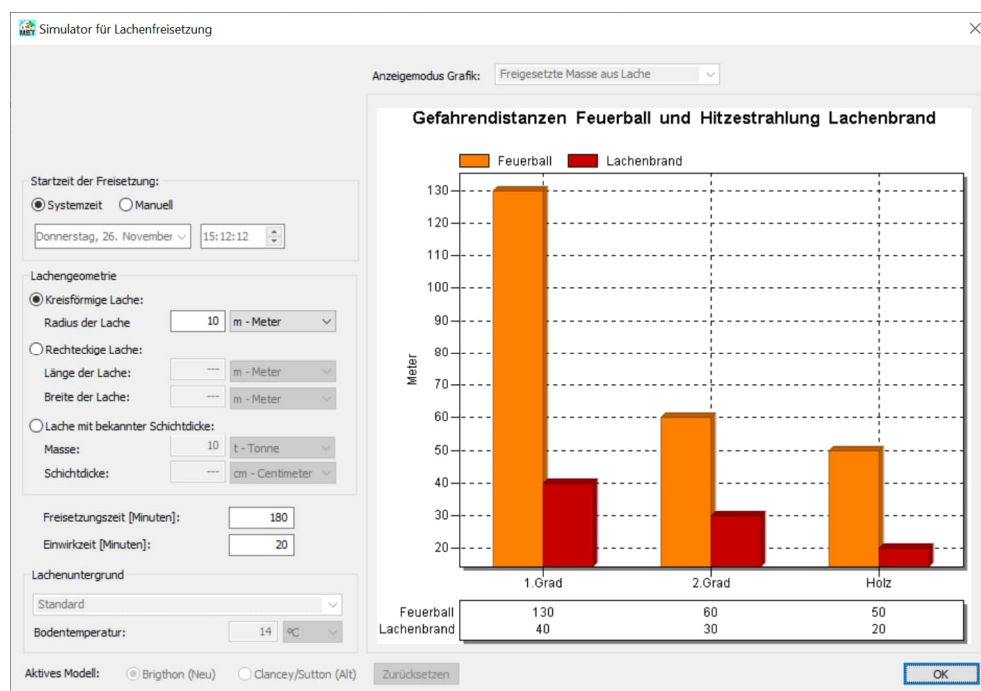 MET Simulator für Lachenfreisetzung
Anzeigemodus Grafik: Freigesetzte Masse aus Lache
Startzeit der Freisetzung:
Systemzeit Manuell
Donnerstag, 26. November 15:12:12
Lachengeometrie
Kreisförmige Lache:
Radius der Lache 10 m - Meter
Rechteckige Lache:
Länge der Lache: --- m - Meter
Breite der Lache: --- m - Meter
Lache mit bekannter Schichtdicke:
Masse: 10 t - Tonne
Schichtdicke: --- cm - Centimeter
Freisetzungszeit [Minuten]: 180
Einwirkzeit [Minuten]: 20
Lachenuntergrund
Standard
Bodentemperatur: 14 ºC
Aktives Modell: Brigthon (Neu) Clancey/Sutton (Alt) Zurücksetzen
Gefahrendistanzen Feuerball und Hitzestrahlung Lachenbrand
Feuerball Lachenbrand
Meter
130
120
110
100
90
80
70
60
50
40
30
20
1.Grad 2.Grad Holz
Feuerball 130 60 50
Lachenbrand 40 30 20
OK